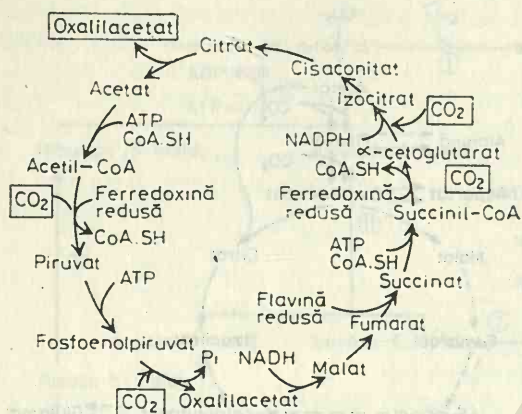 Oxalilacetat
Citrat
Cisaconitat
Izocitrat
CO₂
NADPH
α-cetoglutarat
CoA.SH
CO₂
Ferredoxină
redusă
Succinil-CoA
ATP
CoA.SH
Succinat
Flavină
redusă
Fumarat
Malat
NADH
Oxalilacetat
Pi
CO₂
Fosfoenolpiruvat
ATP
Piruvat
CoA.SH
Ferredoxină
redusă
CO₂
Acetil-CoA
ATP
CoA.SH
Acetat